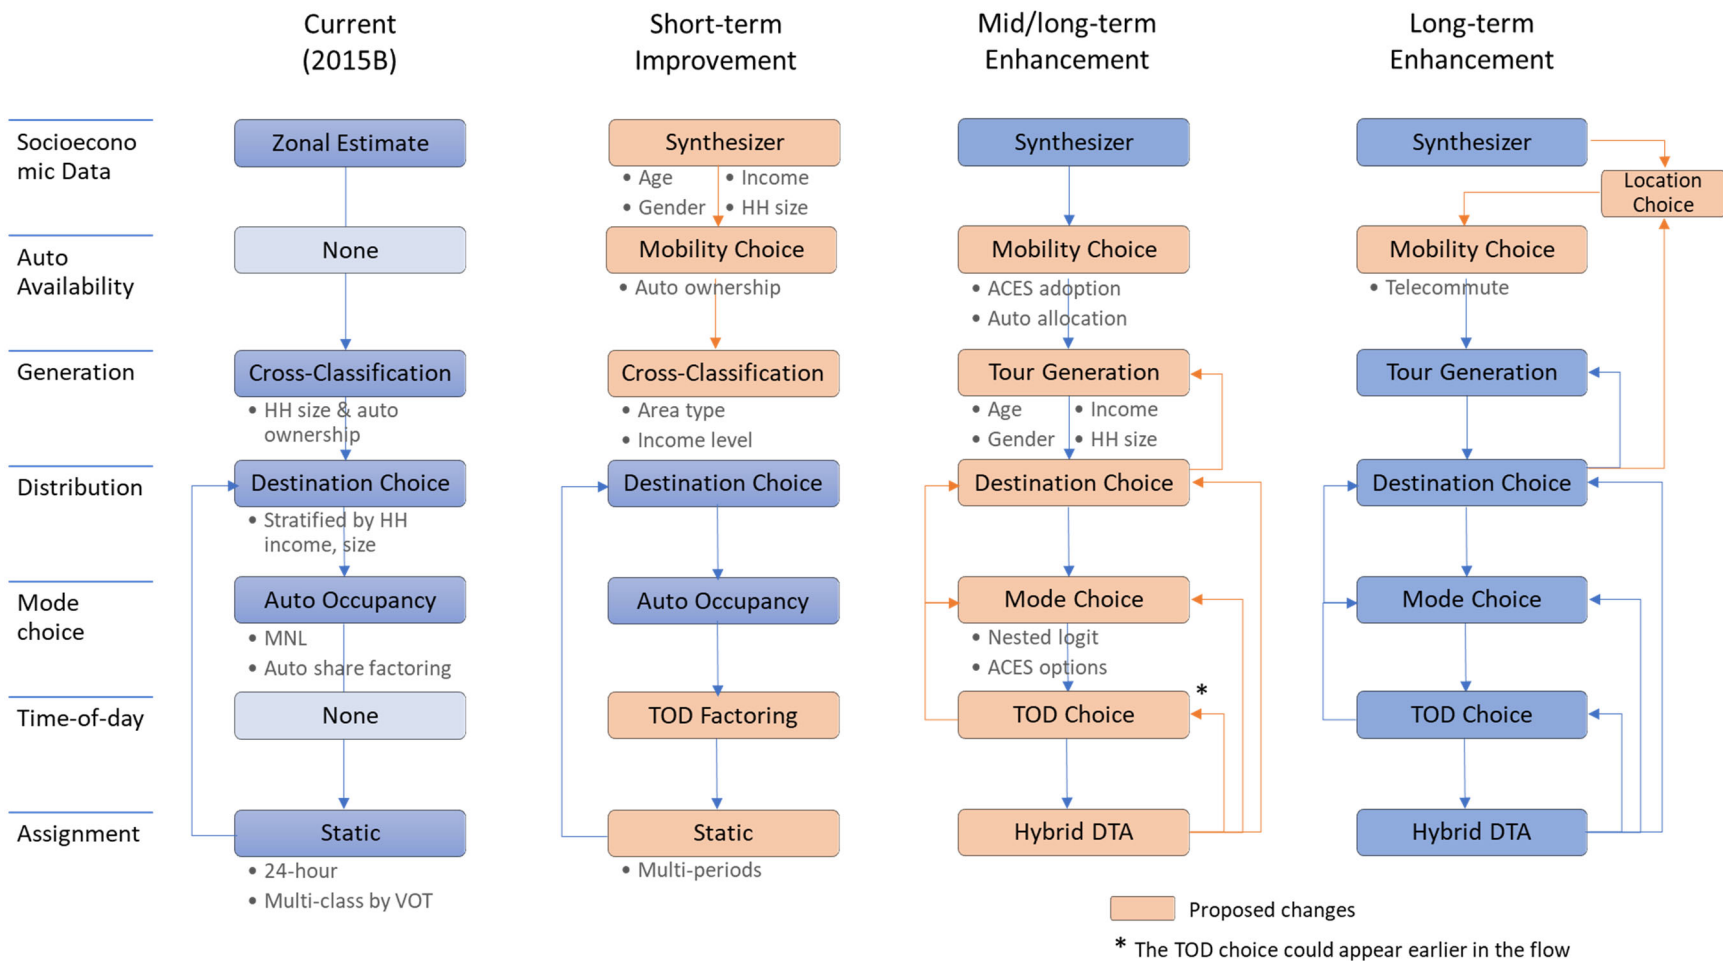 Current
(2015B)
Short-term
Improvement
Mid/long-term
Enhancement
Long-term
Enhancement
Socioecono
mic Data
Zonal Estimate
Synthesizer
• Age
• Income
• Gender
• HH size
Synthesizer
Synthesizer
Location
Choice
Auto
Availability
None
Mobility Choice
• Auto ownership
Mobility Choice
• ACES adoption
• Auto allocation
Mobility Choice
• Telecommute
Generation
Cross-Classification
• HH size & auto
ownership
Cross-Classification
• Area type
• Income level
Tour Generation
• Age
• Income
• Gender
• HH size
Tour Generation
Distribution
Destination Choice
• Stratified by HH
income, size
Destination Choice
Destination Choice
Destination Choice
Mode
choice
Auto Occupancy
• MNL
• Auto share factoring
Auto Occupancy
Mode Choice
• Nested logit
• ACES options
Mode Choice
Time-of-day
None
TOD Factoring
TOD Choice
*
TOD Choice
Assignment
Static
• 24-hour
• Multi-class by VOT
Static
• Multi-periods
Hybrid DTA
Hybrid DTA
Proposed changes
* The TOD choice could appear earlier in the flow